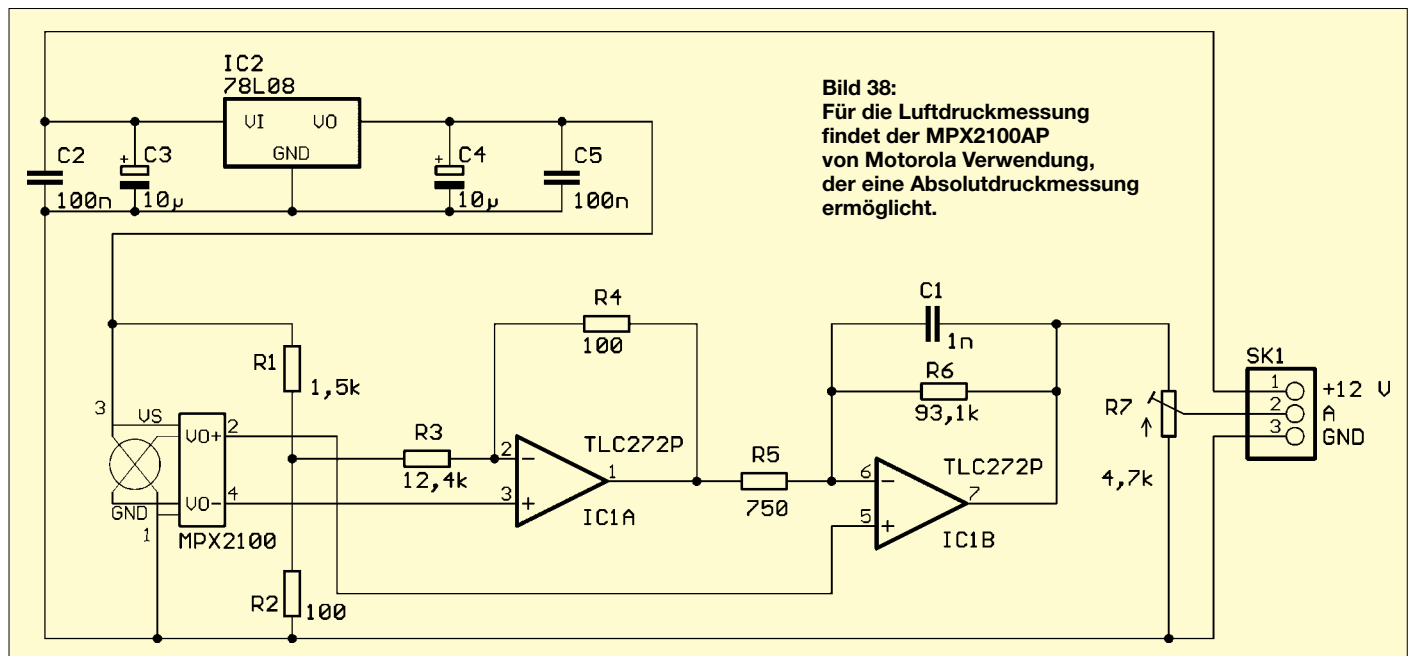 IC2
78L08
VI VO
GND
C2
100n
+
C3
10µ
+
C4
10µ
C5
100n
Bild 38:
Für die Luftdruckmessung
findet der MPX2100AP
von Motorola Verwendung,
der eine Absolutdruckmessung
ermöglicht.
R4
100
C1
1n
R6
93,1k
R1
1,5k
SK1
1 +12 V
2 A
3 GND
R7
4,7k
3
VS
VO+
2
VO-
4
GND
1
MPX2100
R3
12,4k
2 -
3 +
1
TLC272P
IC1A
R5
750
6 -
5 +
7
TLC272P
IC1B
R2
100